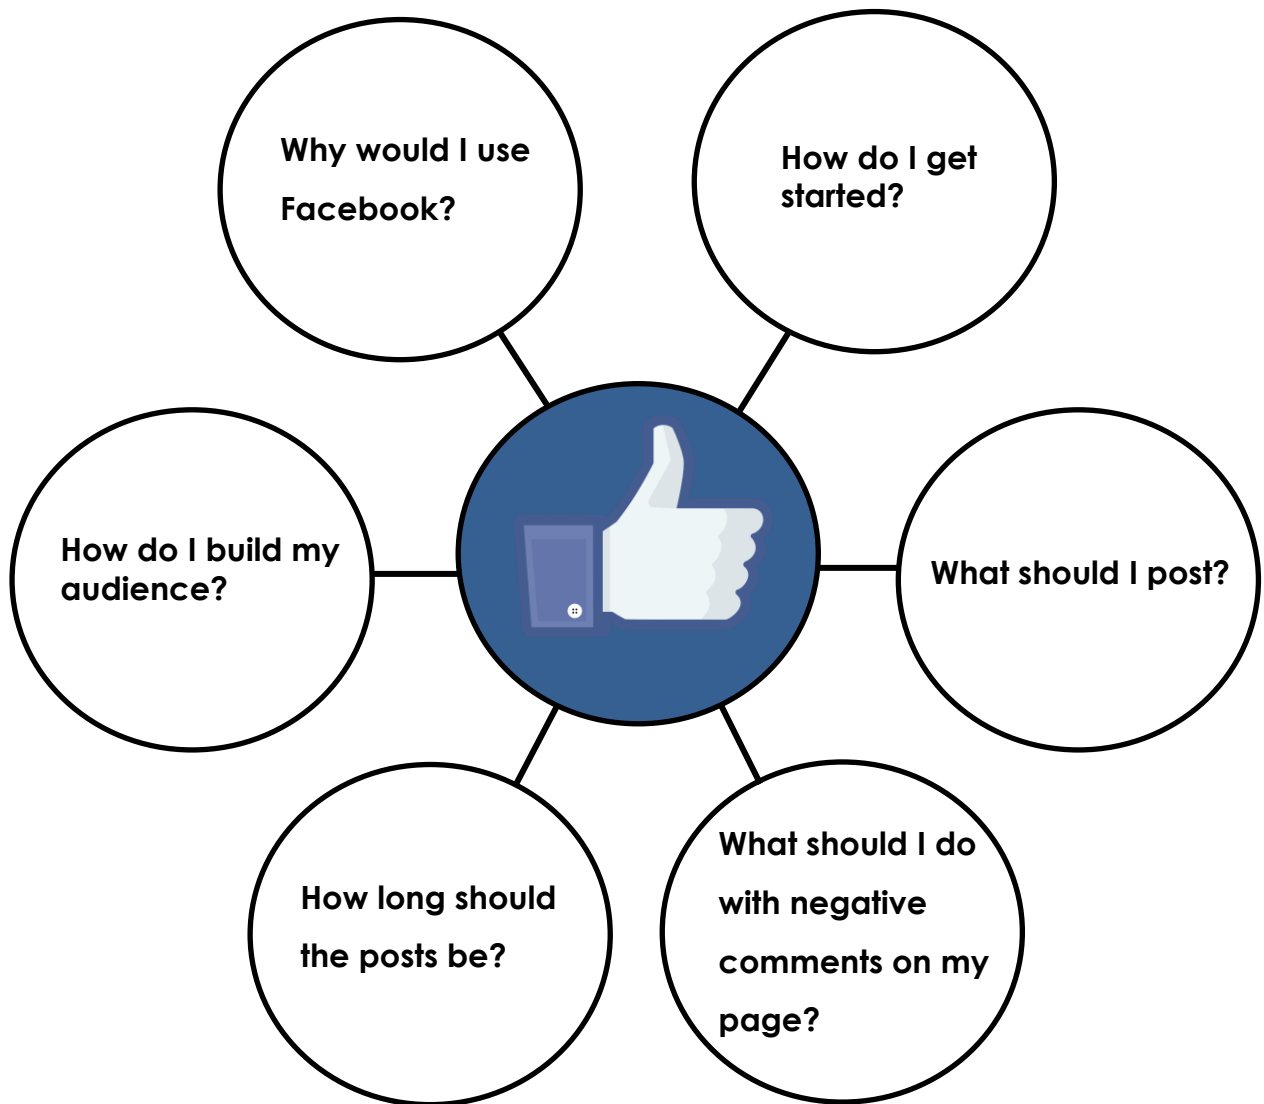 Why would I use
Facebook?
How do I get
started?
How do I build my
audience?
What should I post?
How long should
the posts be?
What should I do
with negative
comments on my
page?